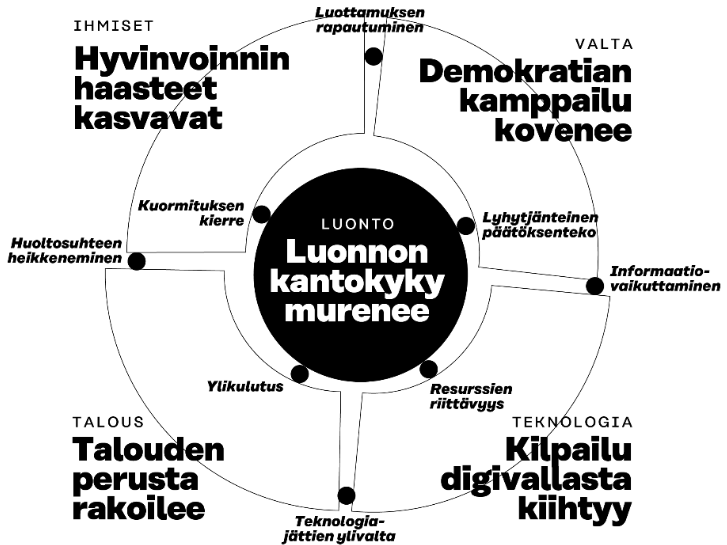 IHMISET
Hyvinvoinnin
haasteet
kasvavat
Luottamuksen
rapautuminen
VALTA
Demokratian
kamppailu
kovenee
Kuormituksen
kierre
Lyhytjänteinen
päätöksenteko
Huoltosuhteen
heikkeneminen
LUONTO
Luonnon
kantokyky
murenee
Informaatio-
vaikuttaminen
Ylikulutus
Resurssien
riittävyys
TALOUS
Talouden
perusta
rakoilee
TEKNOLOGIA
Kilpailu
digivallasta
kiihtyy
Teknologia-
jättien ylivalta